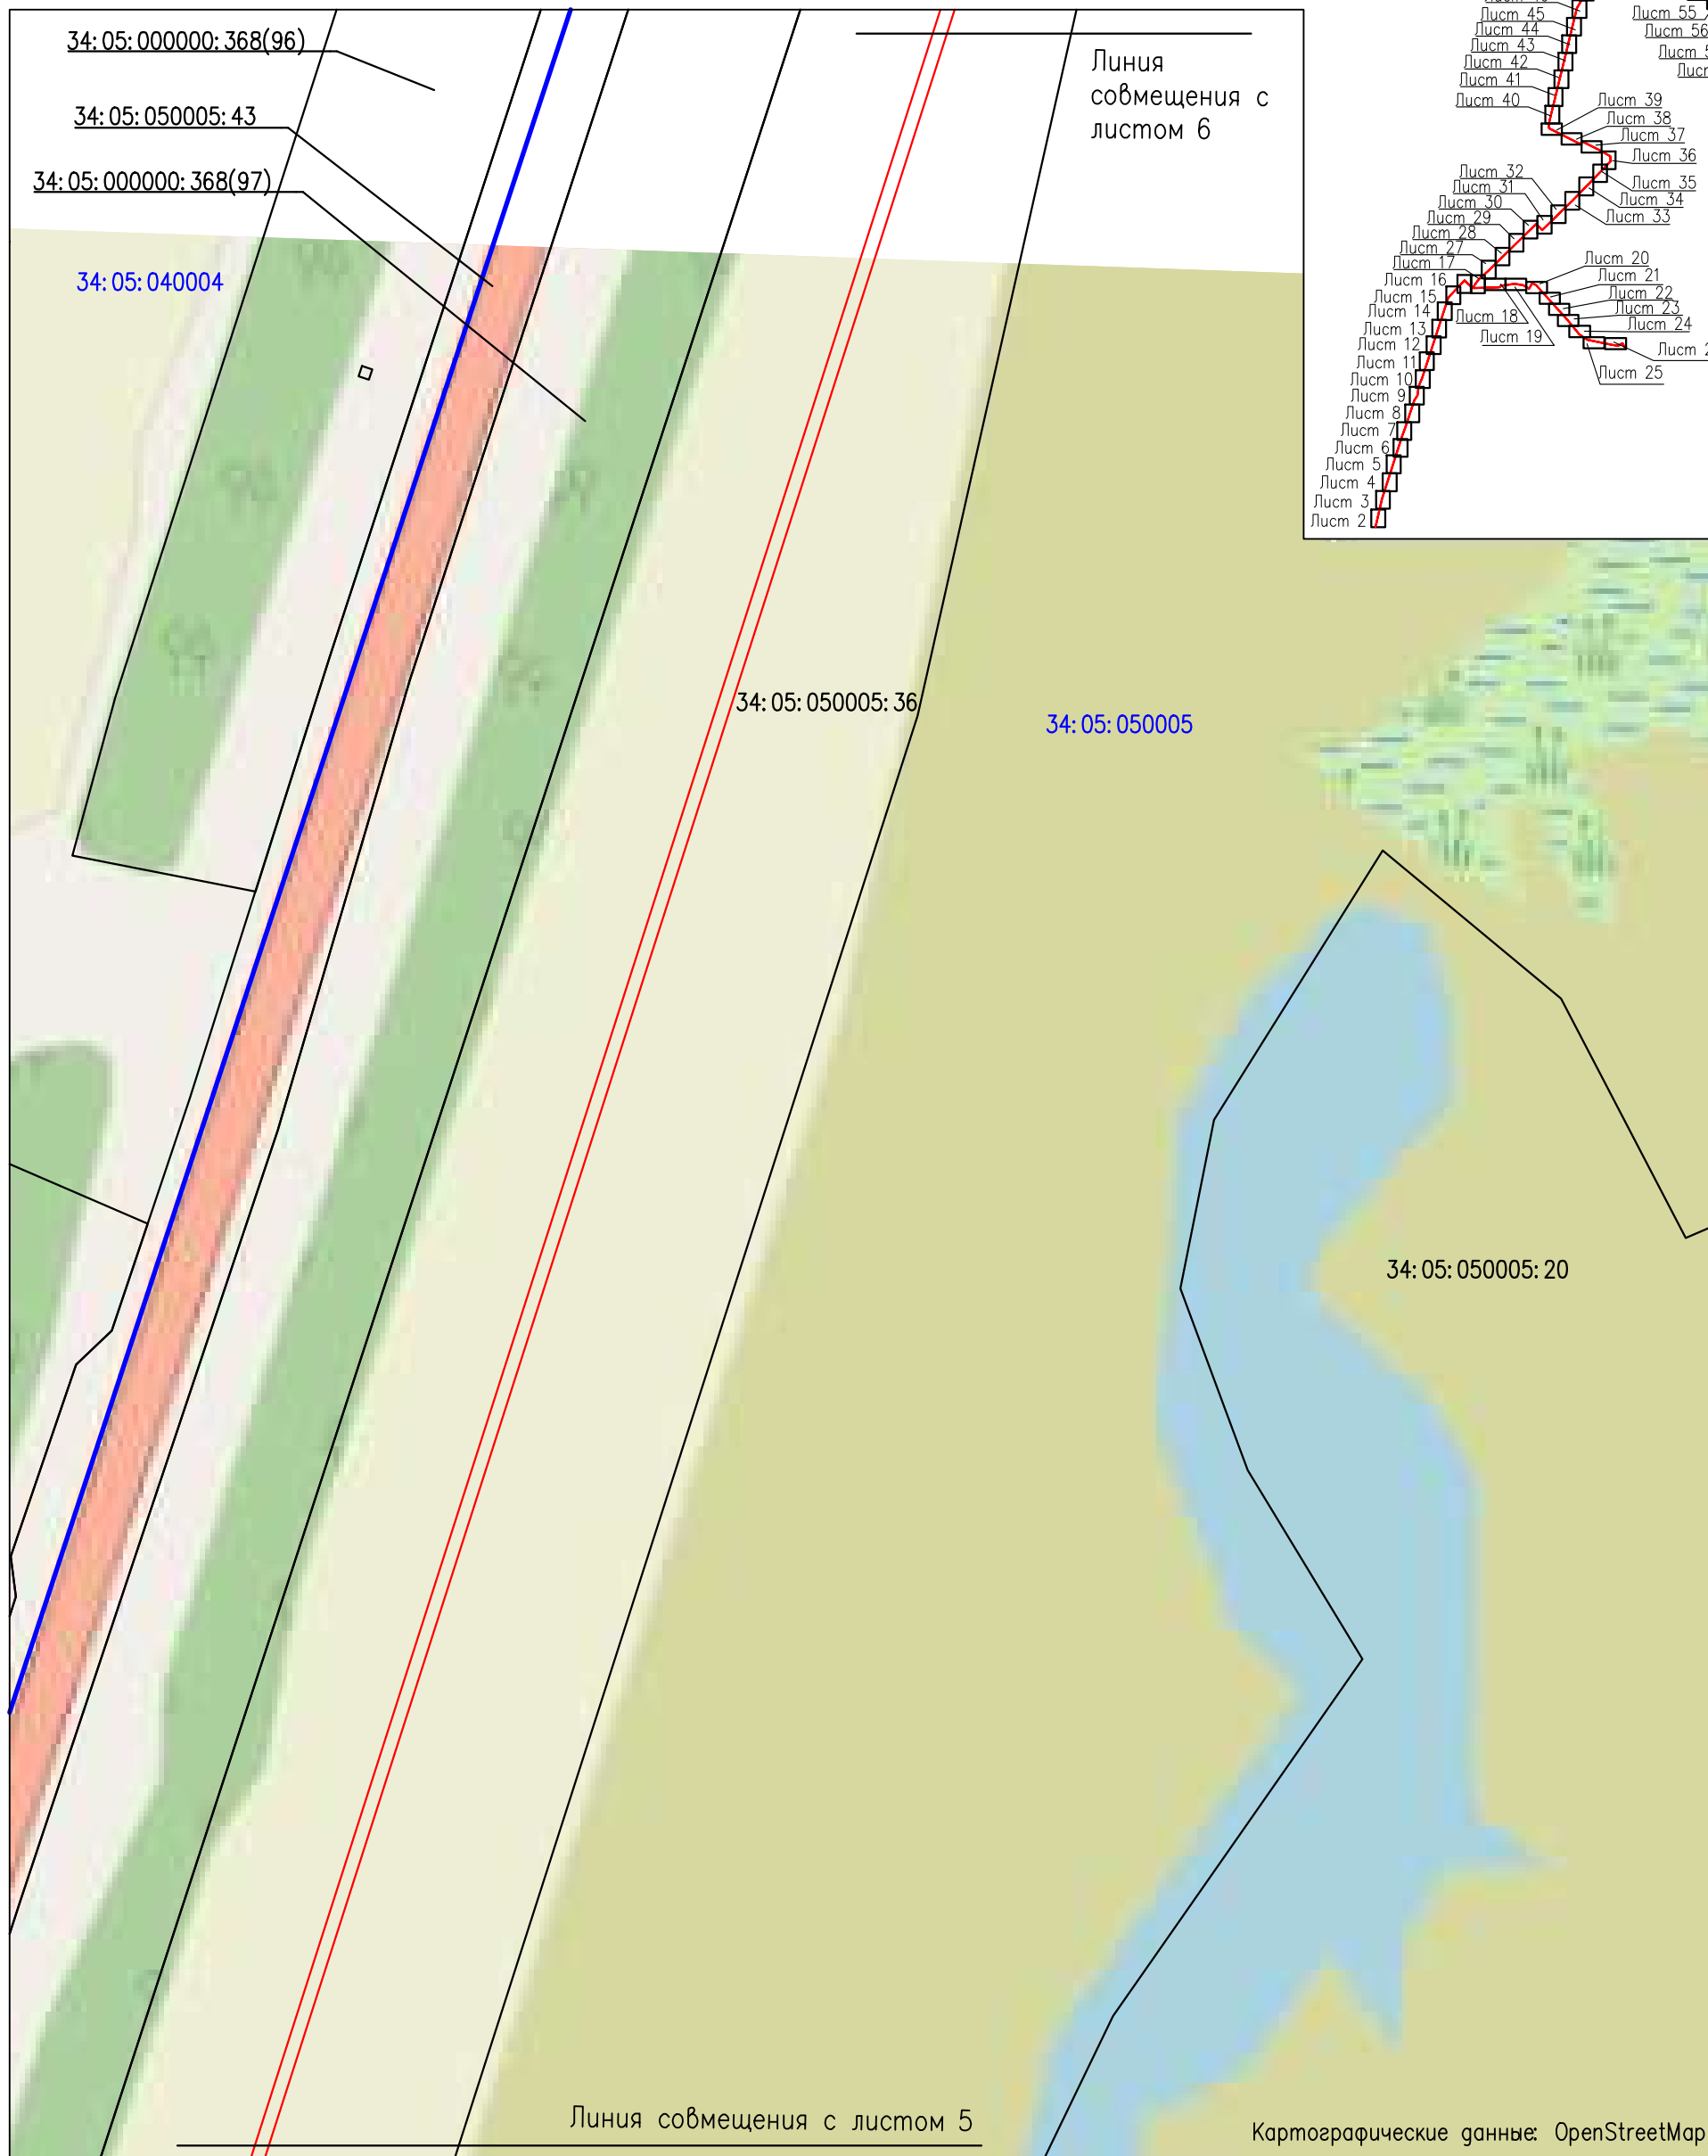 34:05:000000:368(96)
34:05:050005:43
34:05:000000:368(97)
34:05:040004
Линия
совмещения с
листом 6
34:05:050005:36
34:05:050005
34:05:050005:20
Линия совмещения с листом 5
Картографические данные: OpenStreetMap
Лист 55
Лист 45
Лист 44
Лист 43
Лист 42
Лист 41
Лист 40
Лист 39
Лист 38
Лист 37
Лист 36
Лист 35
Лист 34
Лист 33
Лист 32
Лист 31
Лист 30
Лист 29
Лист 28
Лист 27
Лист 17
Лист 16
Лист 15
Лист 14
Лист 13
Лист 12
Лист 11
Лист 10
Лист 9
Лист 8
Лист 7
Лист 6
Лист 5
Лист 4
Лист 3
Лист 2
Лист 18
Лист 19
Лист 20
Лист 21
Лист 22
Лист 23
Лист 24
Лист 25
Лист 56